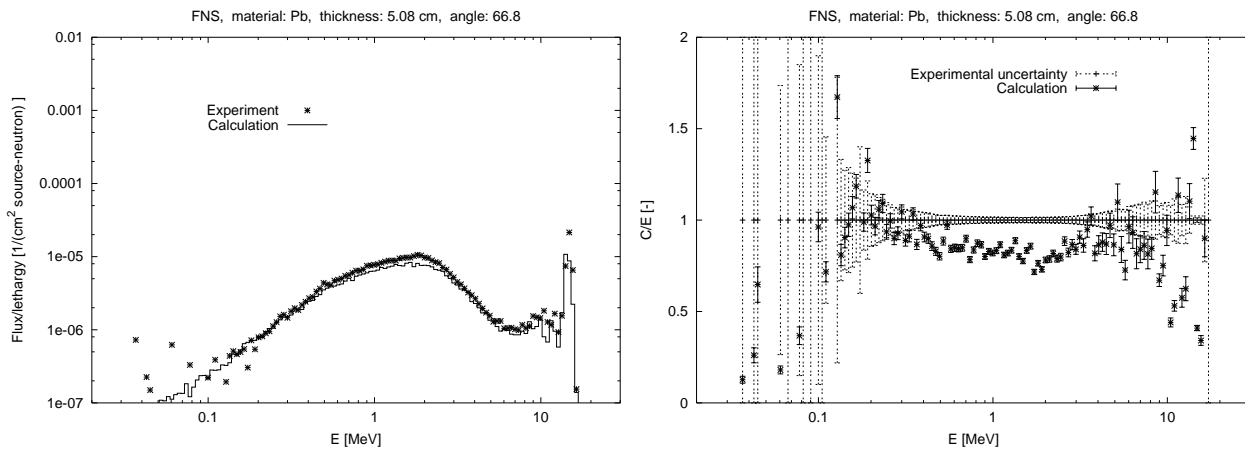 FNS, material: Pb, thickness: 5.08 cm, angle: 66.8
0.01
0.001
0.0001
1e-05
1e-06
1e-07
0.1
1
10
E [MeV]
Flux/lethargy [1/(cm2 source-neutron) ]
Experiment
Calculation
FNS, material: Pb, thickness: 5.08 cm, angle: 66.8
2
1.5
1
0.5
0
0.1
1
10
E [MeV]
C/E [-]
Experimental uncertainty
Calculation